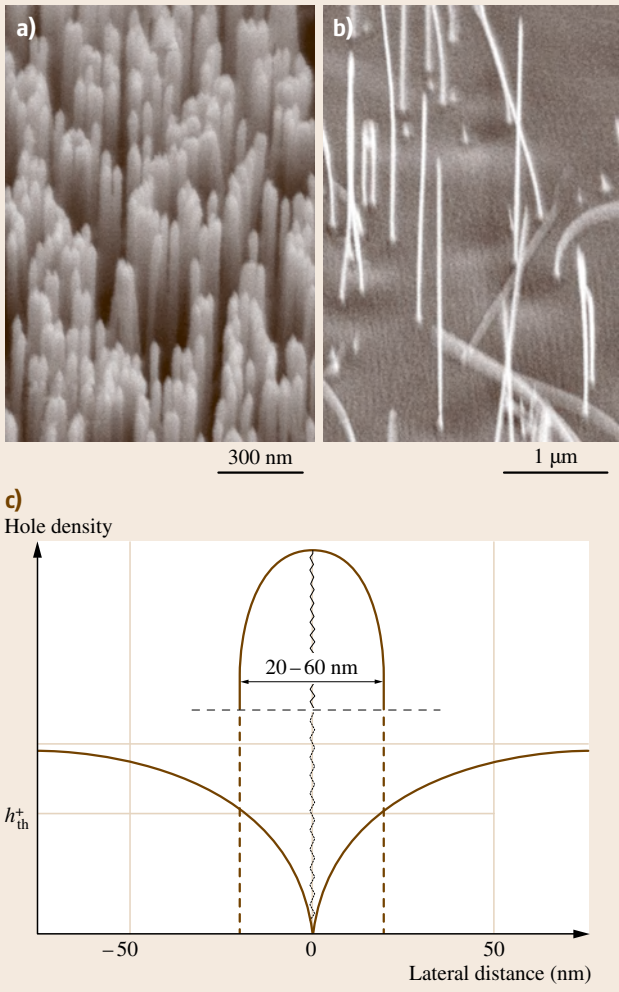 a)
b)
300 nm
1 μm
c)
Hole density
20–60 nm
h⁺th
–50
0
50
Lateral distance (nm)